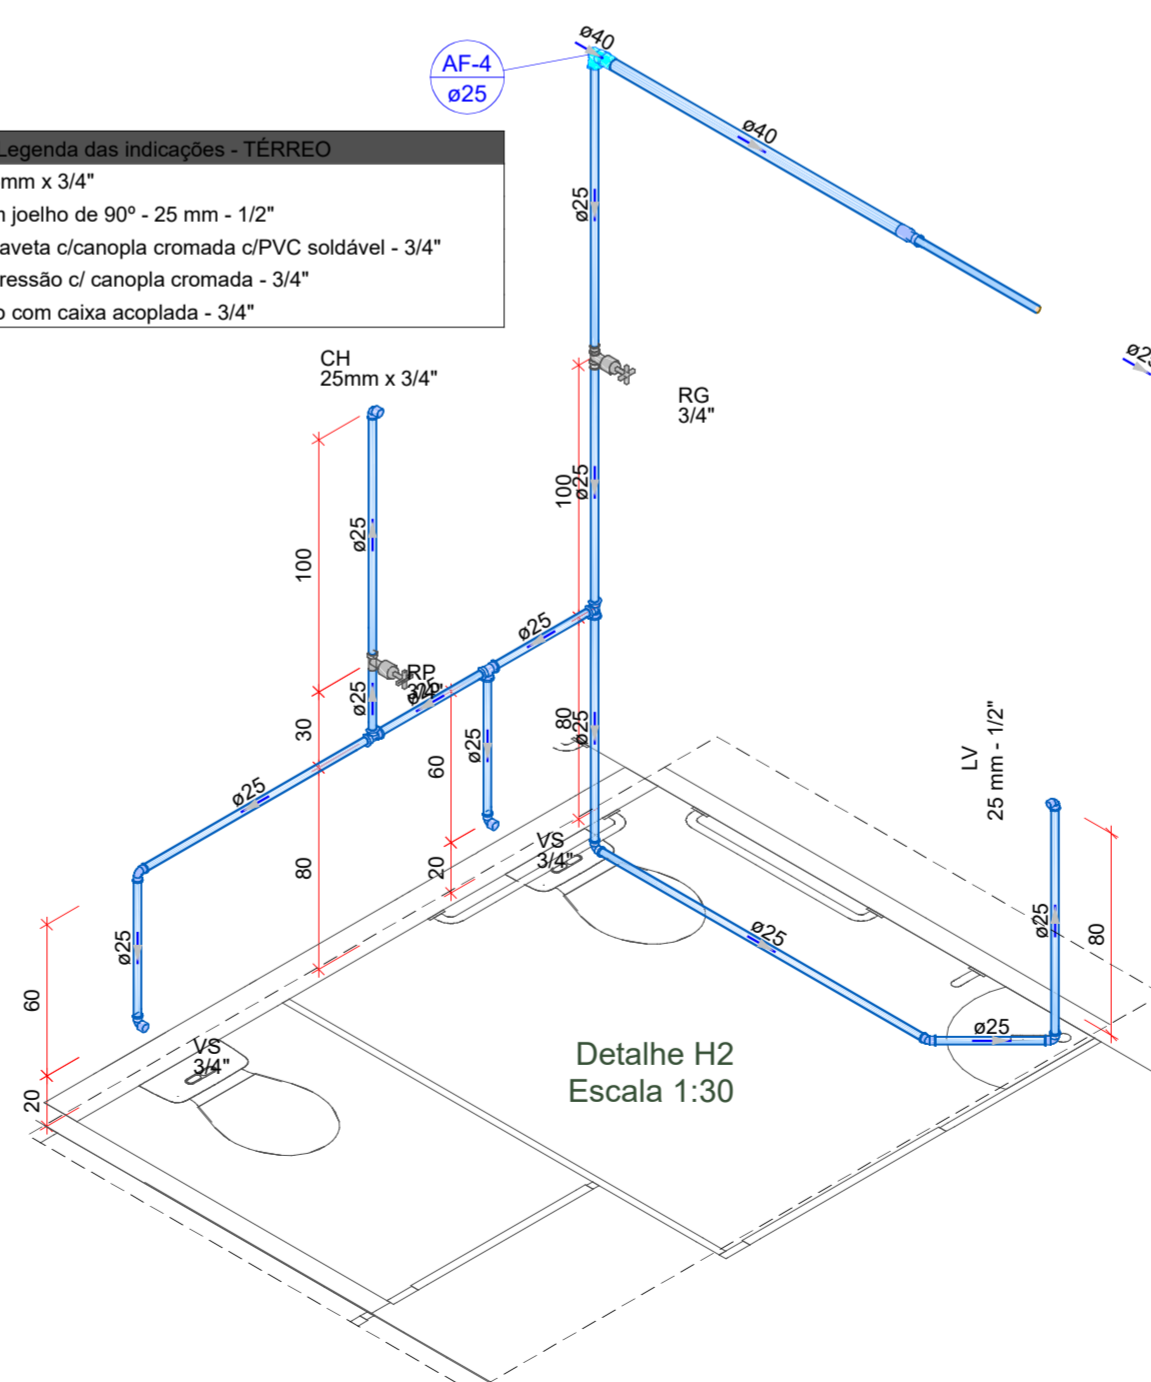 ø40
AF-4
ø25
ø40
Legenda das indicações - TÉRREO
mm x 3/4"
joelho de 90º - 25 mm - 1/2"
aveta c/canopla cromada c/PVC soldável - 3/4"
ressão c/ canopla cromada - 3/4"
o com caixa acoplada - 3/4"
ø25
CH
25mm x 3/4"
RG
3/4"
100
ø25
ø25
100
ø25
RP
3/4"
ø25
30
80
ø25
ø25
60
LV
25 mm - 1/2"
ø25
80
20
VS
3/4"
ø25
ø25
80
ø25
60
ø25
VS
3/4"
20
Detalhe H2
Escala 1:30